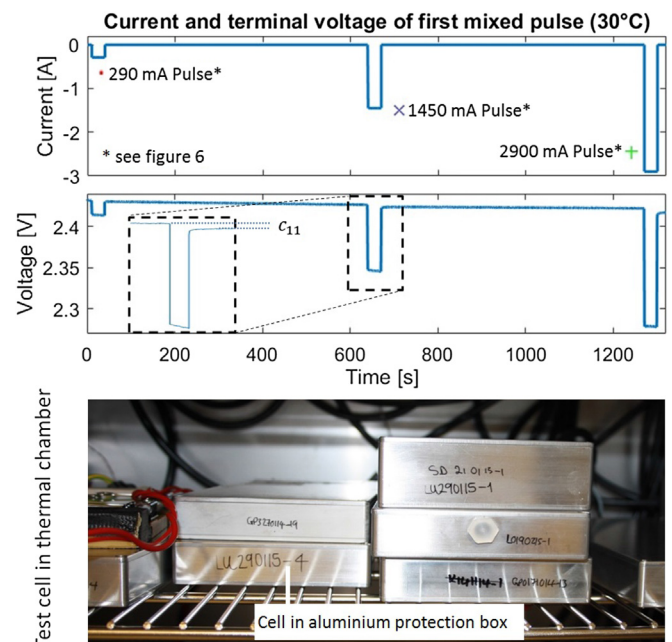 Current and terminal voltage of first mixed pulse (30°C)
Current [A]
0
-1
-2
-3
290 mA Pulse*
1450 mA Pulse*
2900 mA Pulse*
* see figure 6
Voltage [V]
2.4
2.35
2.3
c11
0 200 400 600 800 1000 1200
Time [s]
Test cell in thermal chamber
SD 210115-1
LU290115-1
LU290115-4
Cell in aluminium protection box